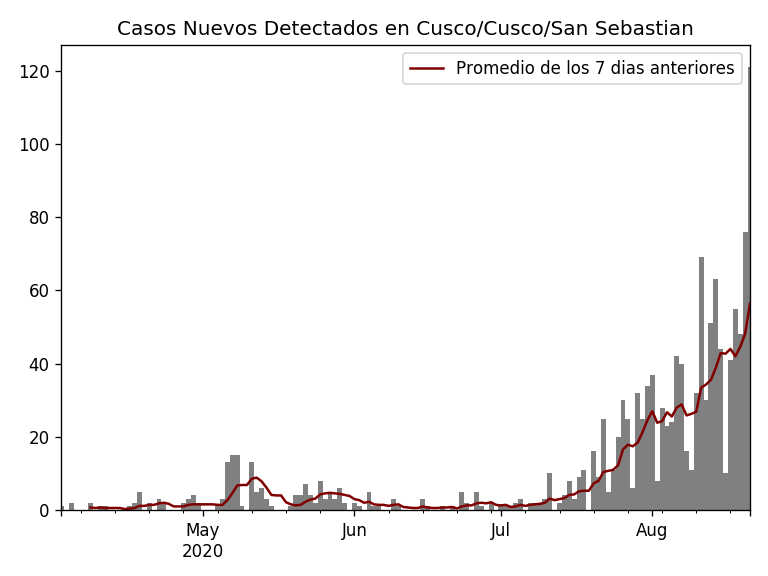 Casos Nuevos Detectados en Cusco/Cusco/San Sebastian
Promedio de los 7 dias anteriores
120
100
80
60
40
20
0
May Jun Jul Aug
2020